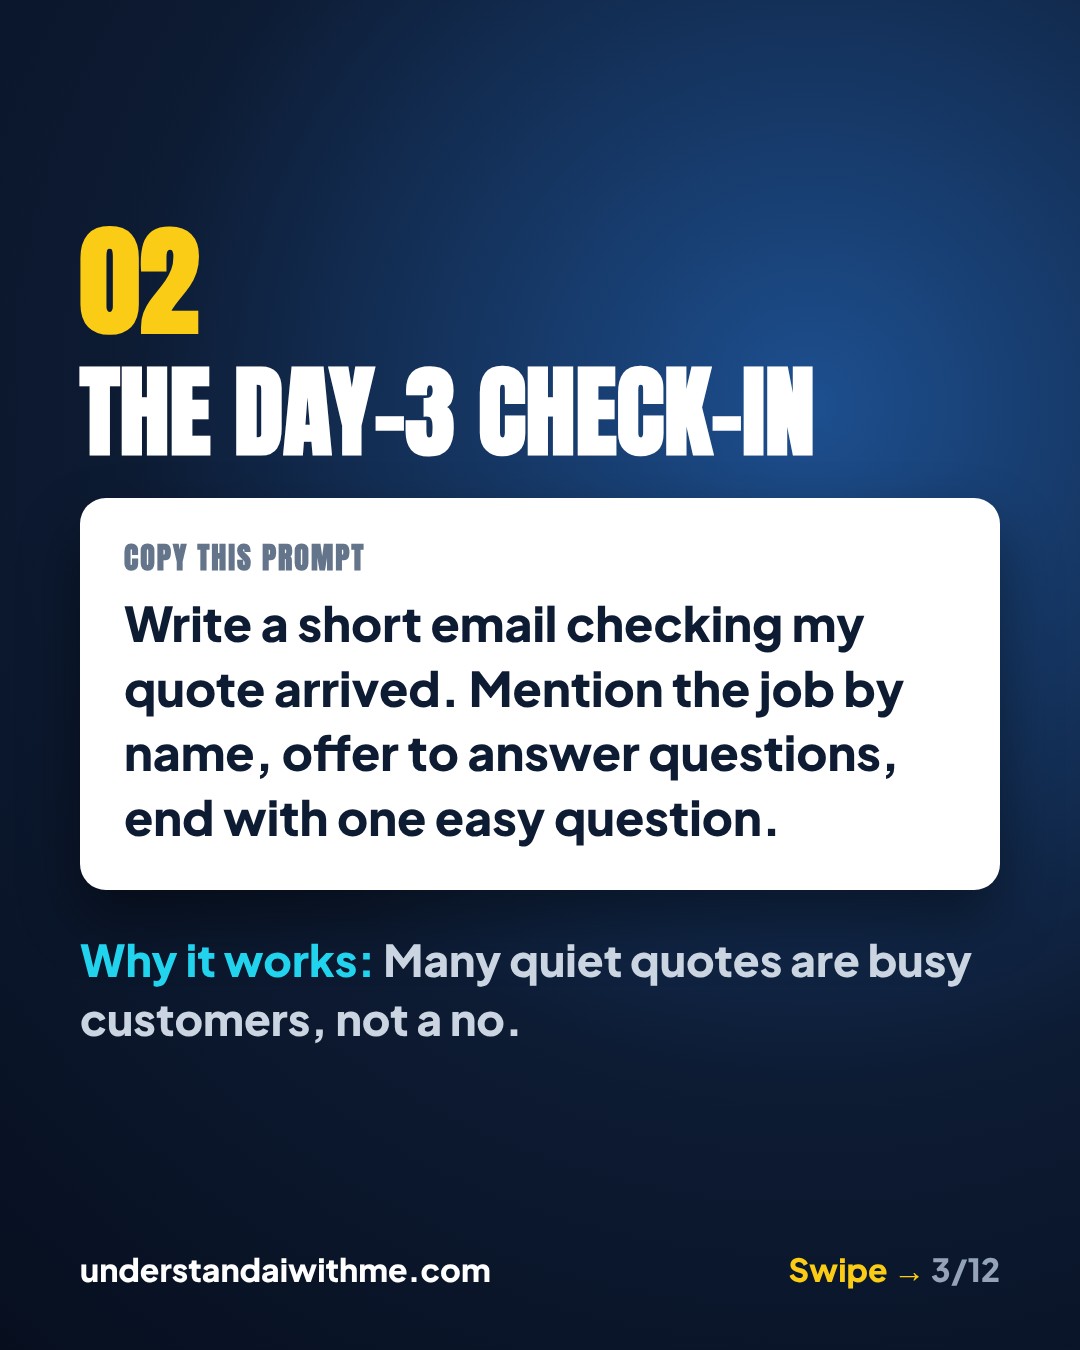 02
THE DAY-3 CHECK-IN
COPY THIS PROMPT
Write a short email checking my
quote arrived. Mention the job by
name, offer to answer questions,
end with one easy question.
Why it works: Many quiet quotes are busy
customers, not a no.
understandaiwithme.com
Swipe → 3/12